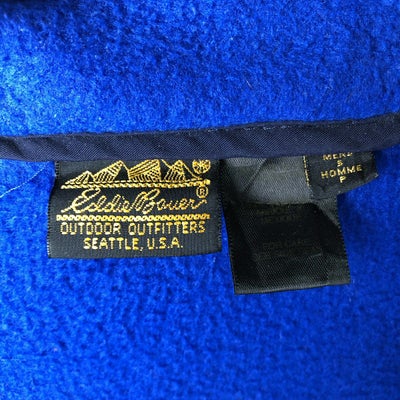 Eddie Bauer®
OUTDOOR OUTFITTERS
SEATTLE, U.S.A.
MENS
S
HOMME
P